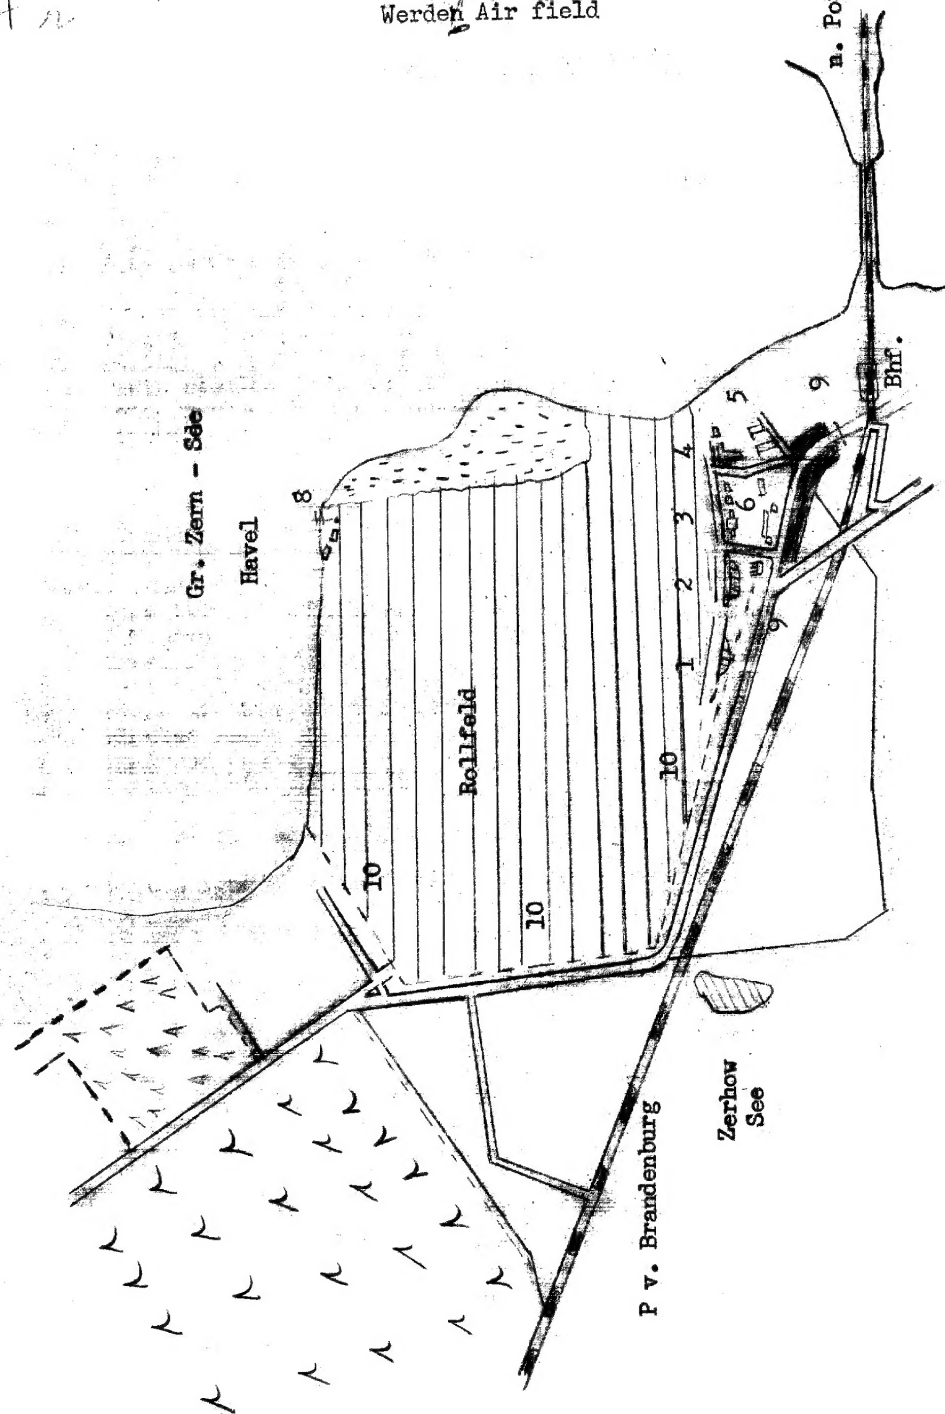 Werden Air field
n. Po
Gr. Zern - See
Havel
8
Rollfeld
10
10
10
1
2
3
4
5
6
9
9
Bhf.
Zerhow
See
P v. Brandenburg